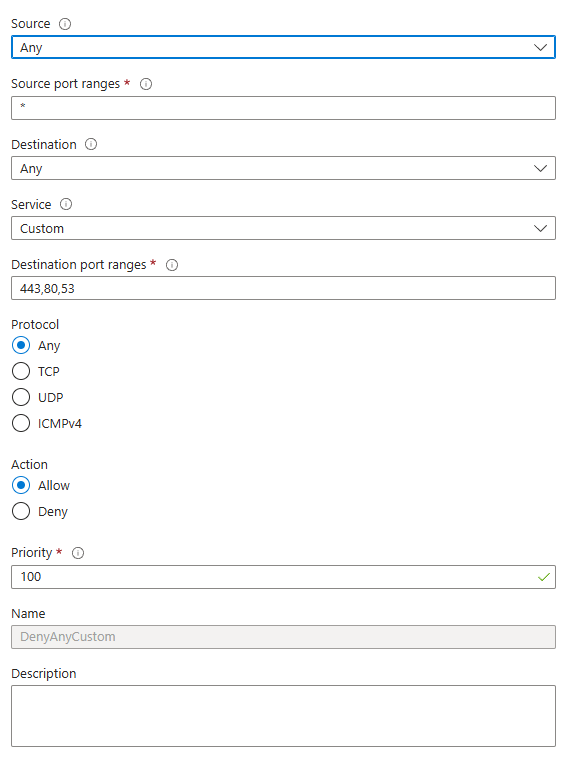 Source
Any
Source port ranges *
*
Destination
Any
Service
Custom
Destination port ranges *
443,80,53
Protocol
Any
TCP
UDP
ICMPv4
Action
Allow
Deny
Priority *
100
Name
DenyAnyCustom
Description